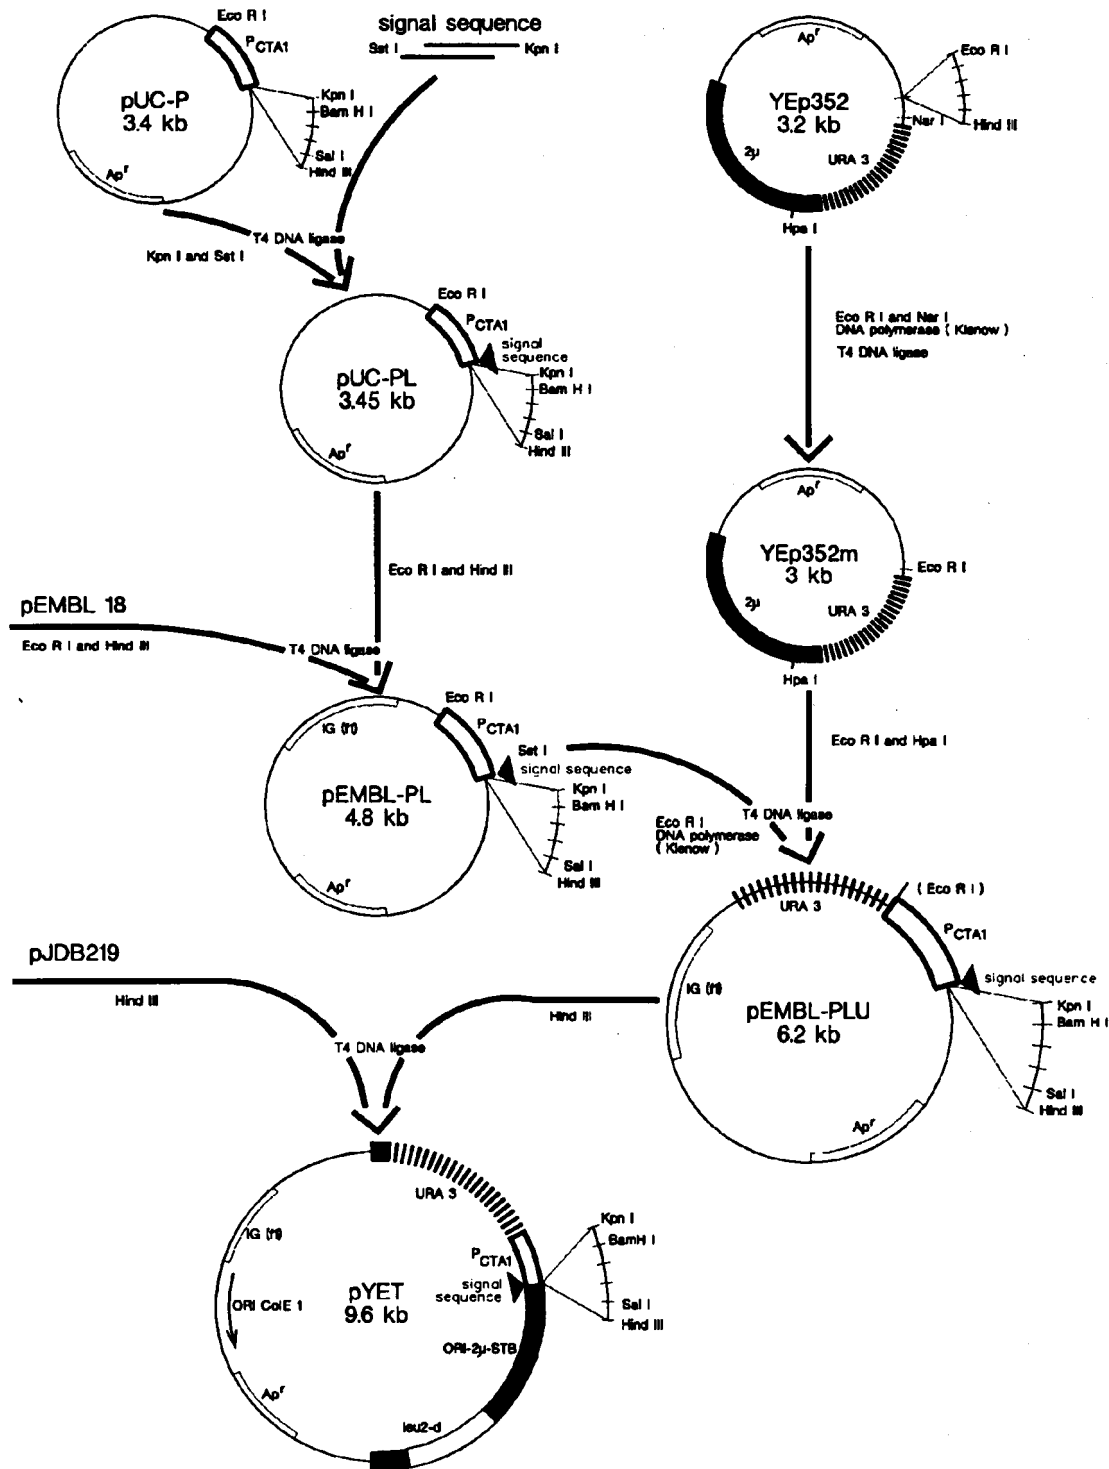 Eco R I
P CTA1
pUC-P
3.4 kb
Kpn I
Bam H I
Sal I
Hind III
Ap^r
signal sequence
Sst I
Kpn I
T4 DNA ligase
Kpn I and Sst I
Ap^r
YEp352
3.2 kb
Eco R I
Hind III
Nar I
2µ
URA 3
Hpa I
Eco R I and Nar I
DNA polymerase ( Klenow )
T4 DNA ligase
Eco R I
P CTA1
signal
sequence
pUC-PL
3.45 kb
Kpn I
Bam H I
Sal I
Hind III
Ap^r
Eco R I and Hind III
Ap^r
YEp352m
3 kb
Eco R I
2µ
URA 3
Hpa I
Eco R I and Hpa I
pEMBL 18
Eco R I and Hind III
T4 DNA ligase
Eco R I
IG (f1)
P CTA1
Sst I
signal sequence
pEMBL-PL
4.8 kb
Kpn I
Bam H I
Sal I
Hind III
Ap^r
T4 DNA ligase
Eco R I
DNA polymerase
( Klenow )
( Eco R I )
URA 3
P CTA1
signal sequence
IG (f1)
pEMBL-PLU
6.2 kb
Kpn I
Bam H I
Sal I
Hind III
Ap^r
pJDB219
Hind III
Hind III
T4 DNA ligase
URA 3
IG (f1)
P CTA1
signal
sequence
Kpn I
BamH I
Sal I
Hind III
pYET
9.6 kb
ORI ColE 1
ORI-2µ-STB
Ap^r
leu2-d